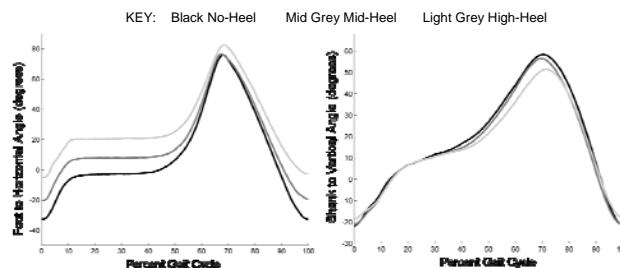 KEY: Black No-Heel Mid Grey Mid-Heel Light Grey High-Heel
Foot to Horizontal Angle (degrees)
80
60
40
20
0
-20
-40
0 10 20 30 40 50 60 70 80 90 100
Percent Gait Cycle
Shank to Vertical Angle (degrees)
60
50
40
30
20
10
0
-10
-20
-30
0 10 20 30 40 50 60 70 80 90
Percent Gait Cycle